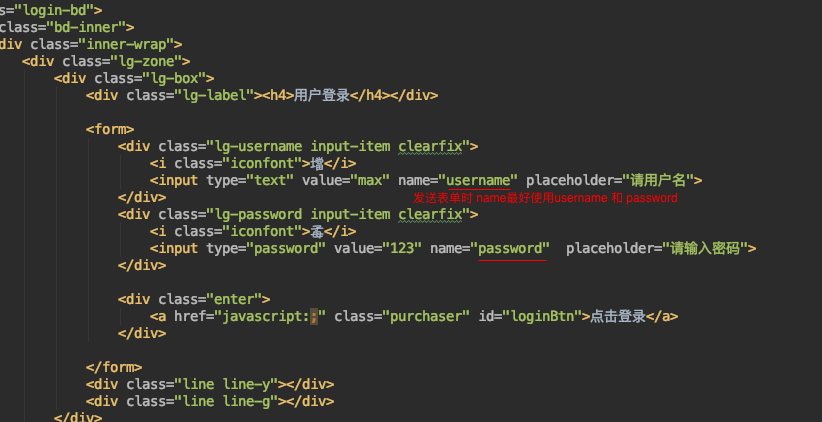 s="login-bd">
class="bd-inner">
div class="inner-wrap">
<div class="lg-zone">
<div class="lg-box">
<div class="lg-label"><h4>用户登录</h4></div>
<form>
<div class="lg-username input-item clearfix">
<i class="iconfont">壋</i>
<input type="text" value="max" name="username" placeholder="请用户名">
</div>
发送表单时 name最好使用username 和 password
<div class="lg-password input-item clearfix">
<i class="iconfont"></i>
<input type="password" value="123" name="password"  placeholder="请输入密码">
</div>
<div class="enter">
<a href="javascript:;" class="purchaser" id="loginBtn">点击登录</a>
</div>
</form>
<div class="line line-y"></div>
<div class="line line-g"></div>
</div>